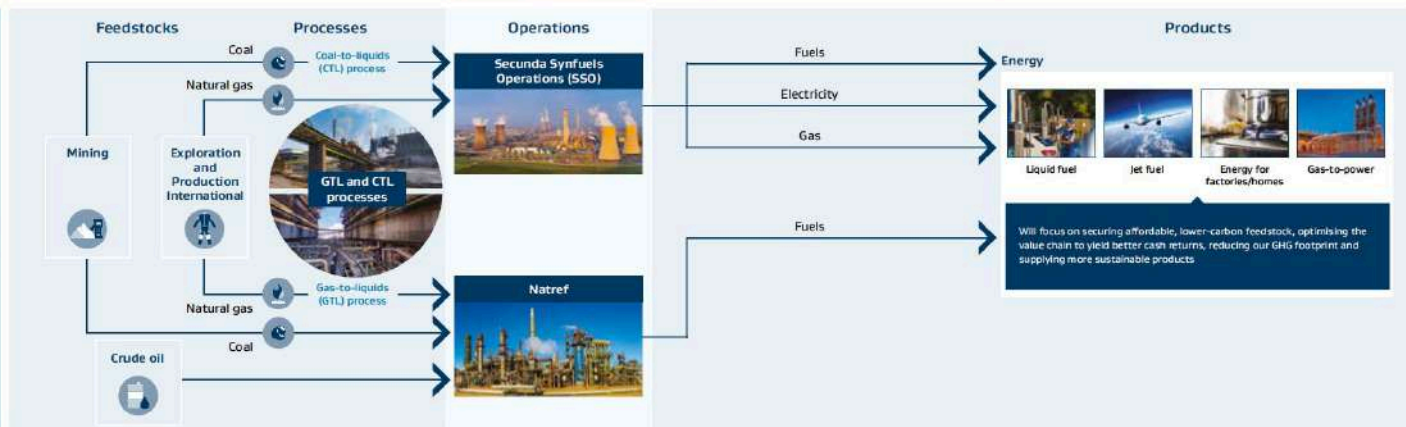 Feedstocks
Processes
Operations
Products
Coal
Coal-to-liquids
(CTL) process
Natural gas
Mining
Exploration
and
Production
International
GTL and CTL
processes
Gas-to-liquids
(GTL) process
Natural gas
Coal
Crude oil
Secunda Synfuels
Operations (SSO)
Natref
Fuels
Electricity
Gas
Fuels
Energy
Liquid fuel
Jet fuel
Energy for
factories/homes
Gas-to-power
Will focus on securing affordable, lower-carbon feedstock, optimising the
value chain to yield better cash returns, reducing our GHG footprint and
supplying more sustainable products